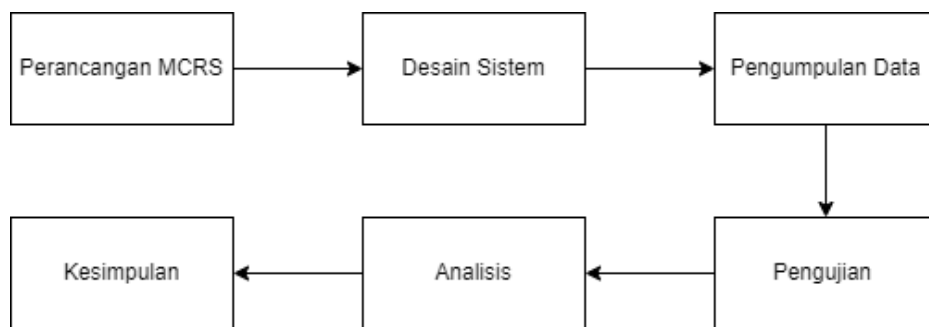 Perancangan MCRS
Desain Sistem
Pengumpulan Data
Pengujian
Analisis
Kesimpulan